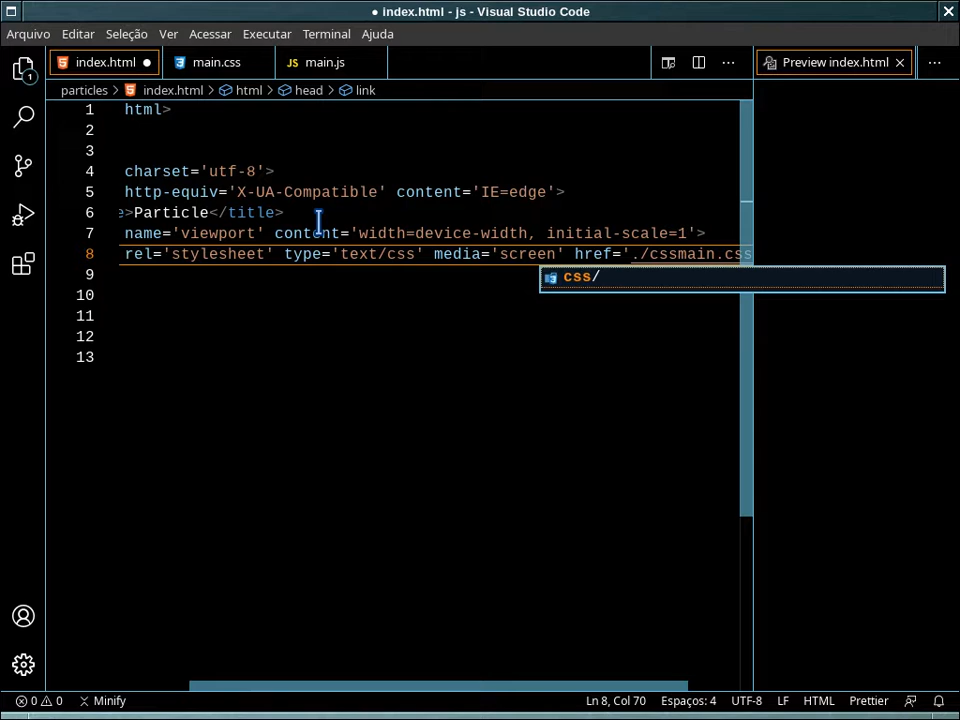 ● index.html - js - Visual Studio Code
Arquivo Editar Seleção Ver Acessar Executar Terminal Ajuda
index.html ● main.css JS main.js ··· Preview index.html ···
particles > index.html > html > head > link
1 html>
2
3
4 charset='utf-8'>
5 http-equiv='X-UA-Compatible' content='IE=edge'>
6 e>Particle</title>
7 name='viewport' content='width=device-width, initial-scale=1'>
8 rel='stylesheet' type='text/css' media='screen' href='./cssmain.css
css/
9
10
11
12
13
1
0 0 Minify Ln 8, Col 70 Espaços: 4 UTF-8 LF HTML Prettier